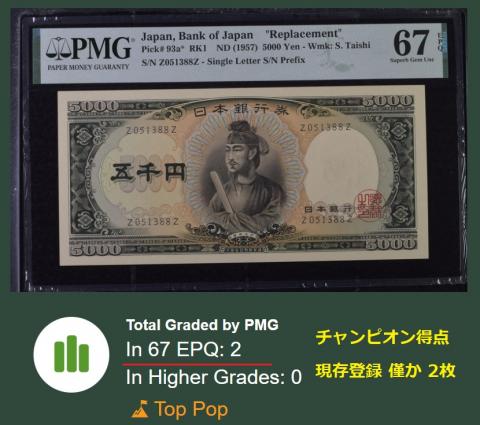 PMG
PAPER MONEY GUARANTY
Japan, Bank of Japan "Replacement"
Pick# 93a* RK1 ND (1957) 5000 Yen - Wmk: S. Taishi
S/N Z051388Z - Single Letter S/N Prefix
67 EPQ
Superb Gem Unc
5000 日本銀行券 5000
Z051388Z Z051388Z
五千円
日本銀行
Z051388Z Z051388Z
5000 5000
Total Graded by PMG
In 67 EPQ: 2
In Higher Grades: 0
Top Pop
チャンピオン得点
現存登録 僅か 2枚